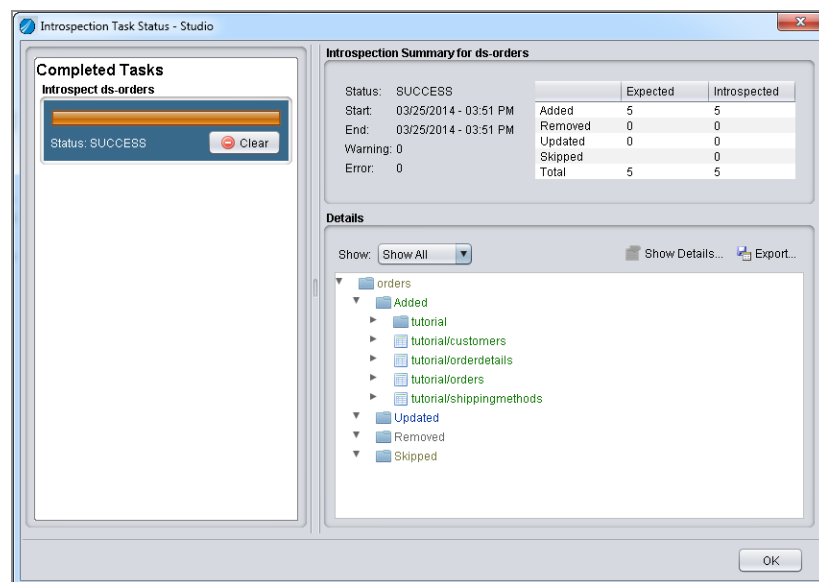 Introspection Task Status - Studio
Completed Tasks
Introspect ds-orders
Status: SUCCESS
Clear
Introspection Summary for ds-orders
Status: SUCCESS
Start: 03/25/2014 - 03:51 PM
End: 03/25/2014 - 03:51 PM
Warning: 0
Error: 0
Expected Introspected
Added 5 5
Removed 0 0
Updated 0 0
Skipped 0
Total 5 5
Details
Show: Show All Show Details... Export...
orders
Added
tutorial
tutorial/customers
tutorial/orderdetails
tutorial/orders
tutorial/shippingmethods
Updated
Removed
Skipped
OK